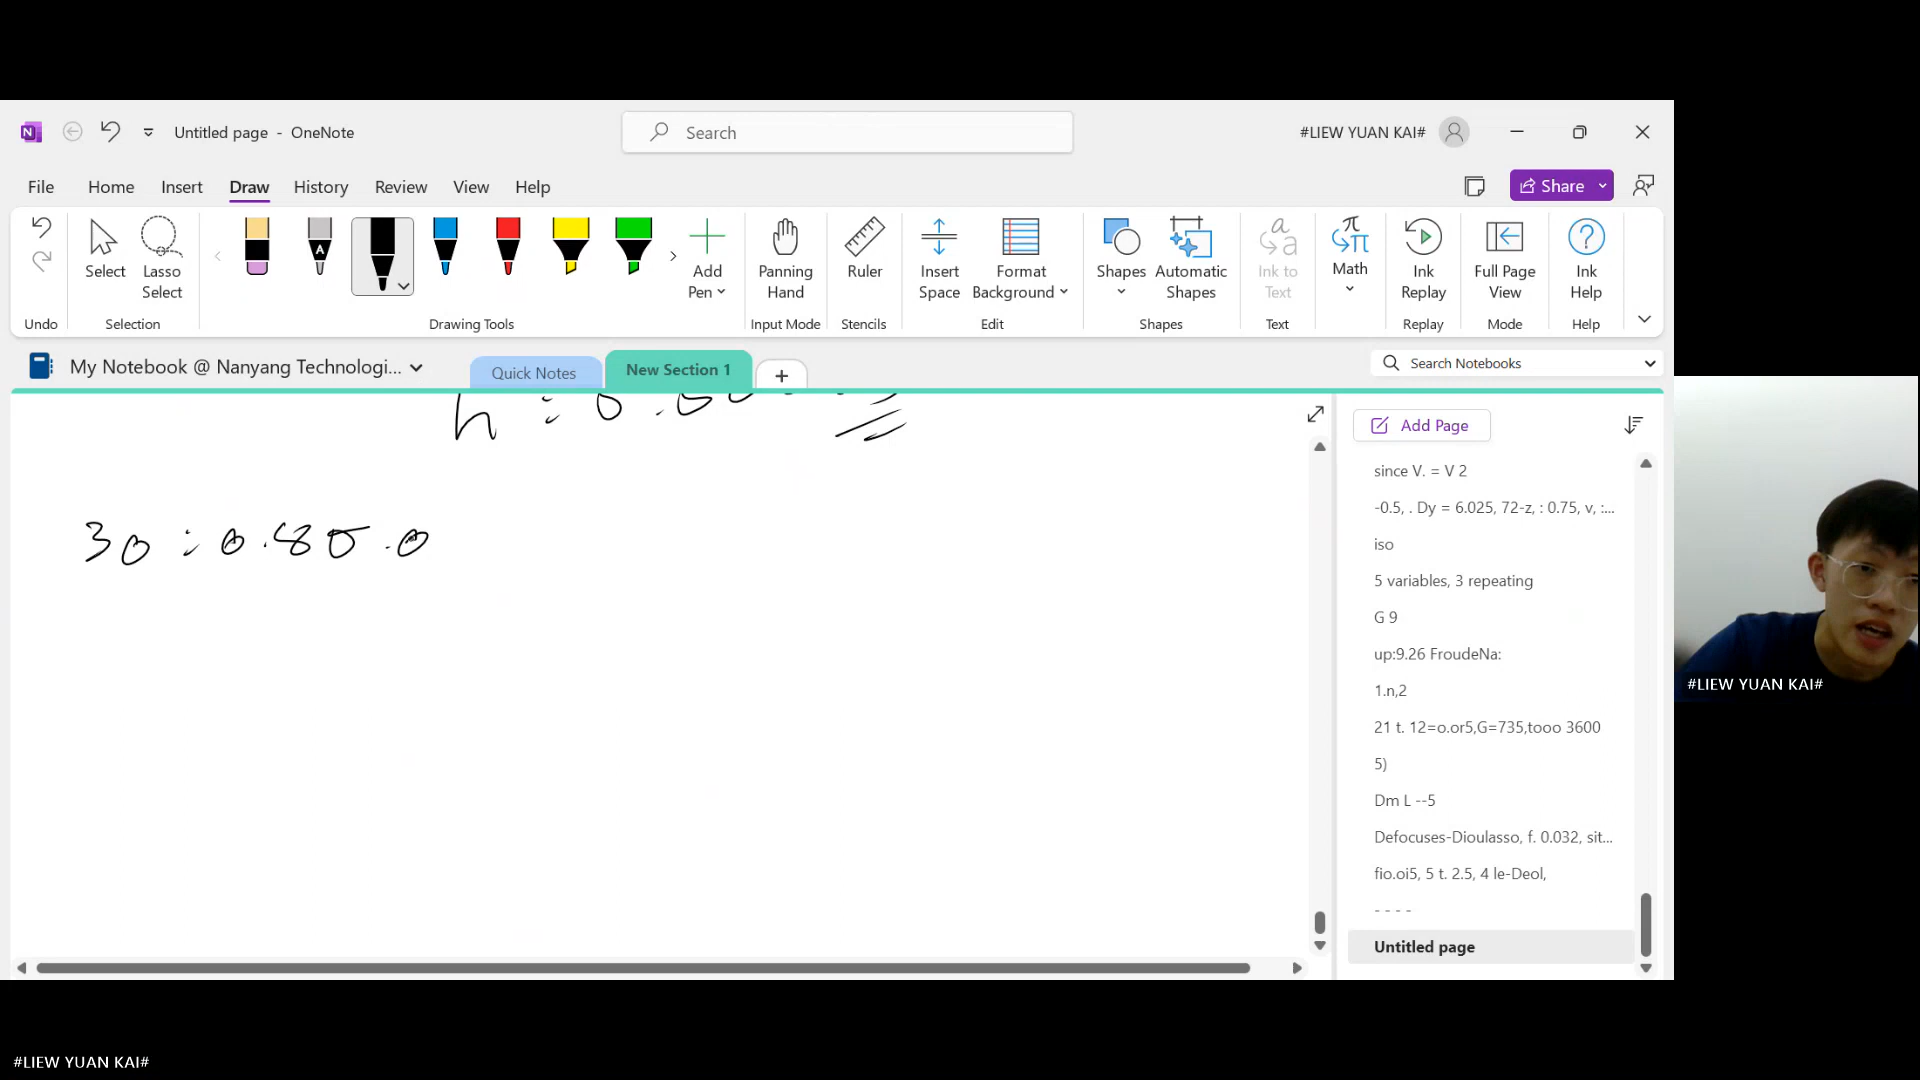 Untitled page - OneNote
Search
#LIEW YUAN KAI#
File Home Insert Draw History Review View Help
Share
Select
Lasso Select
A
Add Pen
Panning Hand
Ruler
Insert Space
Format Background
Shapes
Automatic Shapes
Ink to Text
Math
Ink Replay
Full Page View
Ink Help
Undo Selection Drawing Tools Input Mode Stencils Edit Shapes Text Replay Mode Help
My Notebook @ Nanyang Technologi...
Quick Notes
New Section 1
+
Search Notebooks
Add Page
since V. = V 2
-0.5, . Dy = 6.025, 72-z, : 0.75, v, :...
iso
5 variables, 3 repeating
G 9
up:9.26 FroudeNa:
1.n,2
21 t. 12=o.or5,G=735,tooo 3600
5)
Dm L --5
Defocuses-Dioulasso, f. 0.032, sit...
fio.oi5, 5 t. 2.5, 4 le-Deol,
- - - -
Untitled page
#LIEW YUAN KAI#
#LIEW YUAN KAI#